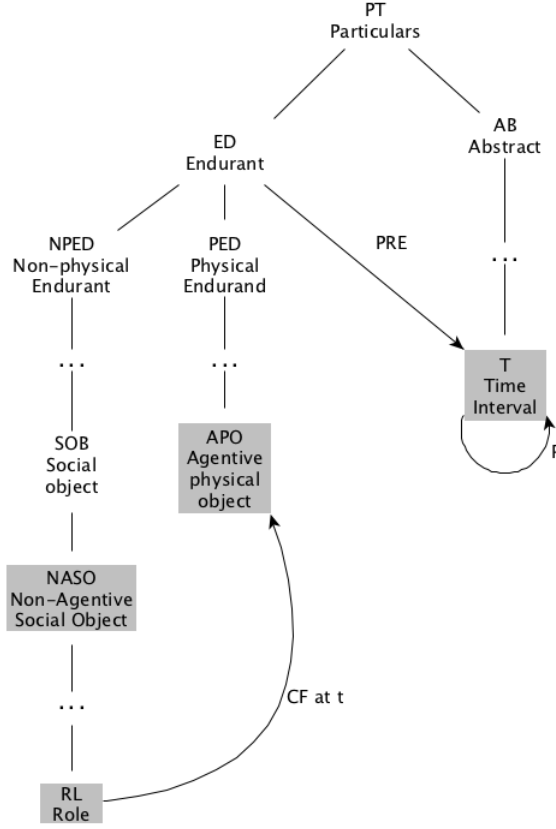 PT
Particulars
ED
Endurant
AB
Abstract
NPED
Non-physical
Endurant
PED
Physical
Endurand
PRE
...
...
...
T
Time
Interval
P
SOB
Social
object
APO
Agentive
physical
object
NASO
Non-Agentive
Social Object
CF at t
...
RL
Role